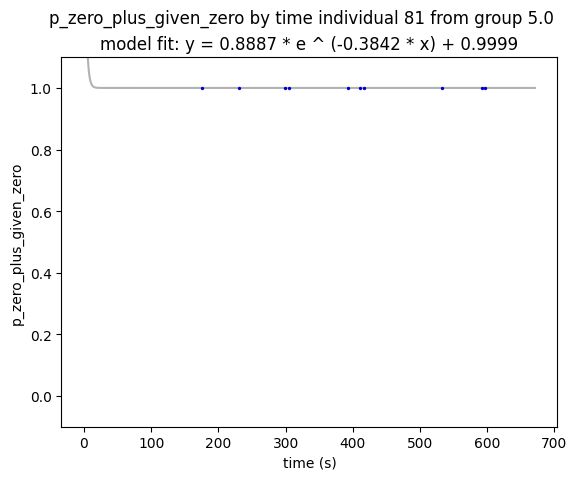 p_zero_plus_given_zero by time individual 81 from group 5.0
model fit: y = 0.8887 * e ^ (-0.3842 * x) + 0.9999
1.0
0.8
0.6
0.4
0.2
0.0
p_zero_plus_given_zero
0 100 200 300 400 500 600 700
time (s)